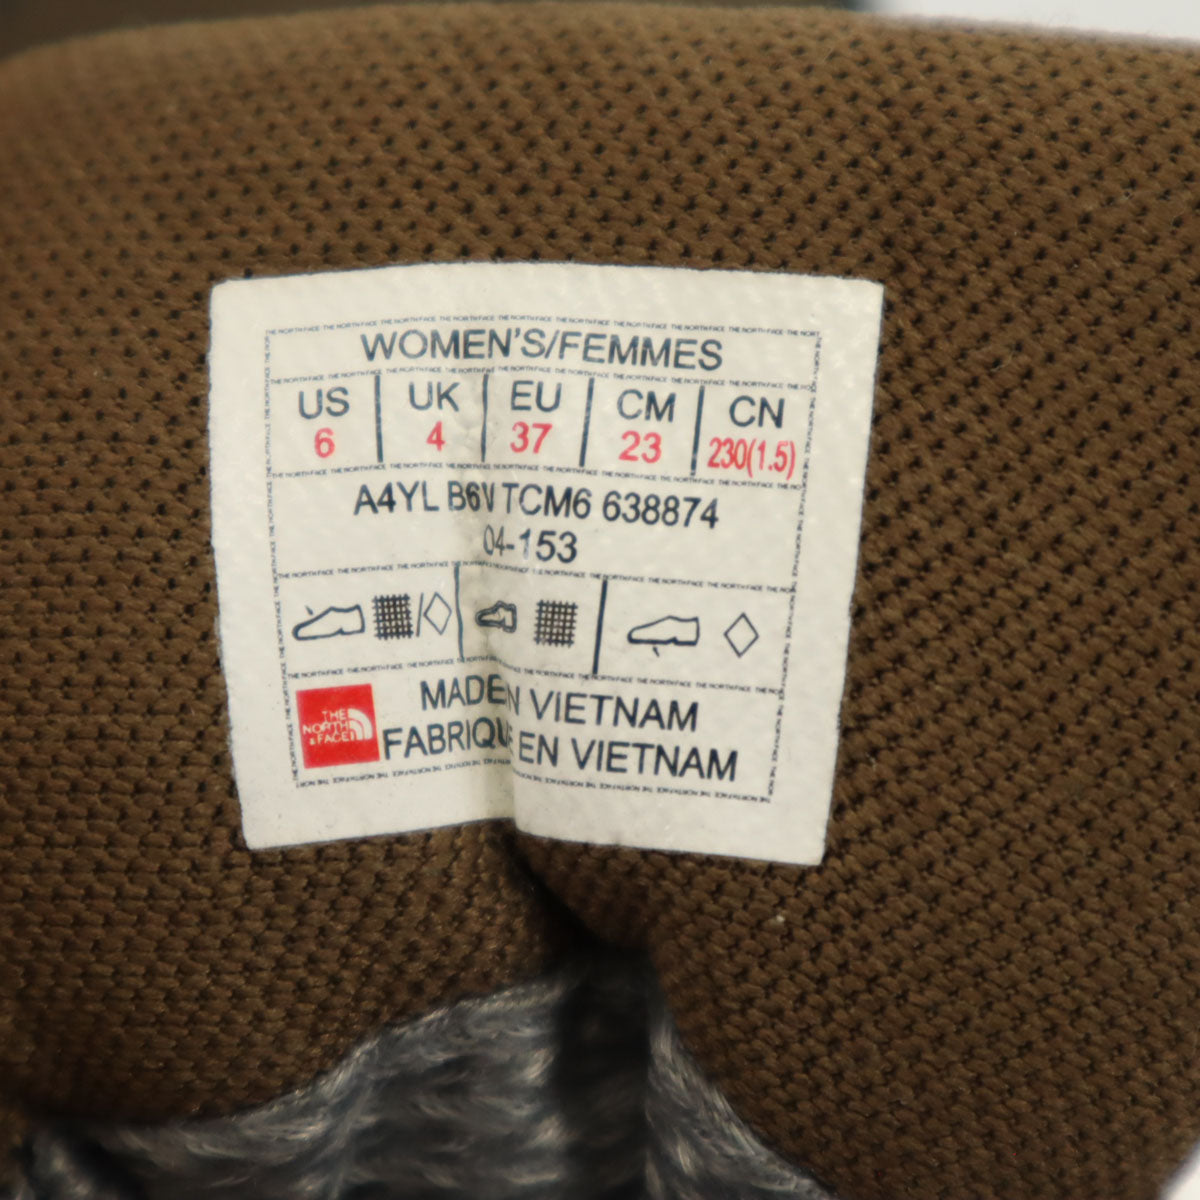 WOMEN'S/FEMMES
US UK EU CM CN
6 4 37 23 230(1.5)
A4YL B6V TCM6 638874
04-153
THE NORTH FACE
MADE IN VIETNAM
FABRIQUE EN VIETNAM